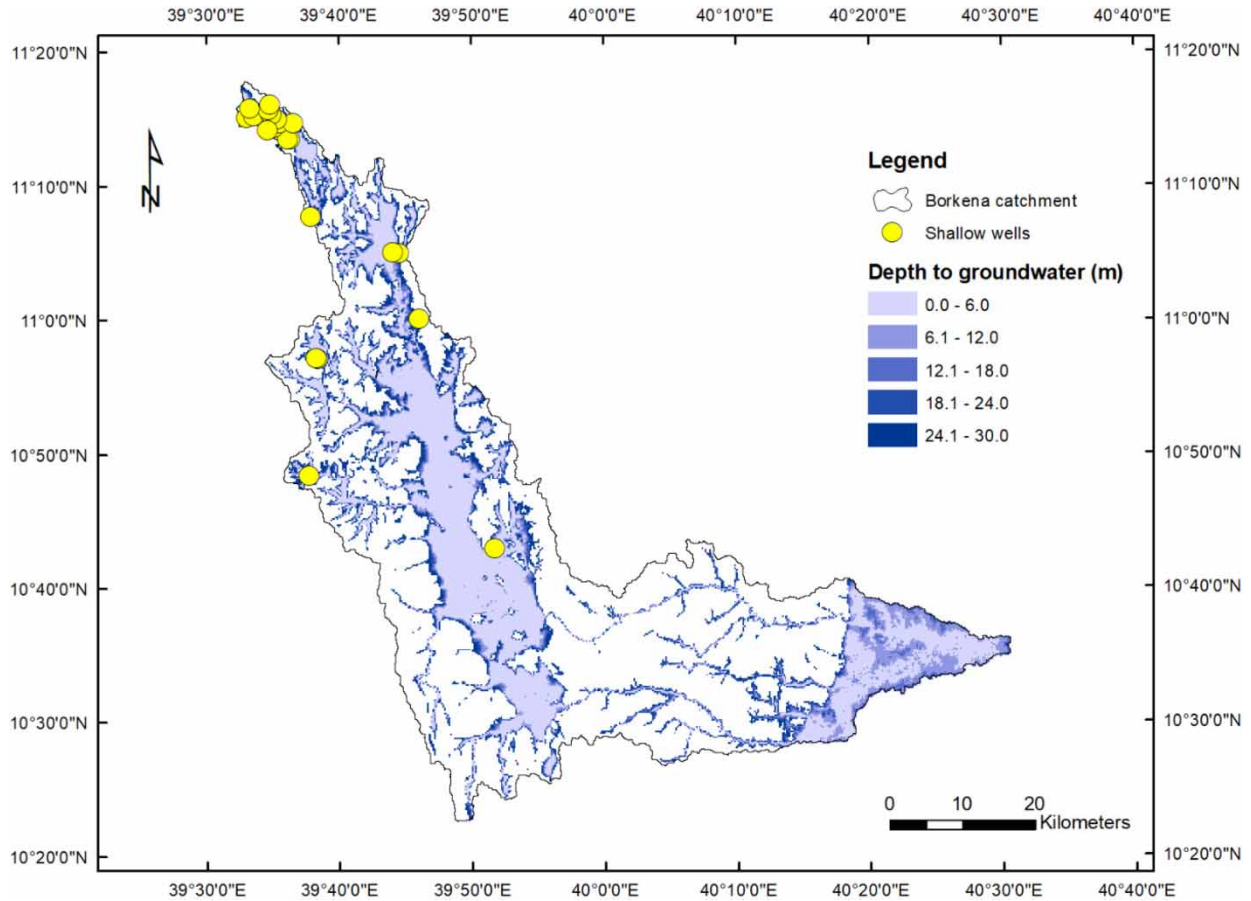 39°30'0"E 39°40'0"E 39°50'0"E 40°0'0"E 40°10'0"E 40°20'0"E 40°30'0"E 40°40'0"E
11°20'0"N 11°20'0"N
N
Legend
Borkena catchment
Shallow wells
11°10'0"N 11°10'0"N
Depth to groundwater (m)
0.0 - 6.0
11°0'0"N 11°0'0"N
6.1 - 12.0
12.1 - 18.0
18.1 - 24.0
24.1 - 30.0
10°50'0"N 10°50'0"N
10°40'0"N 10°40'0"N
10°30'0"N 10°30'0"N
0 10 20
Kilometers
10°20'0"N 10°20'0"N
39°30'0"E 39°40'0"E 39°50'0"E 40°0'0"E 40°10'0"E 40°20'0"E 40°30'0"E 40°40'0"E